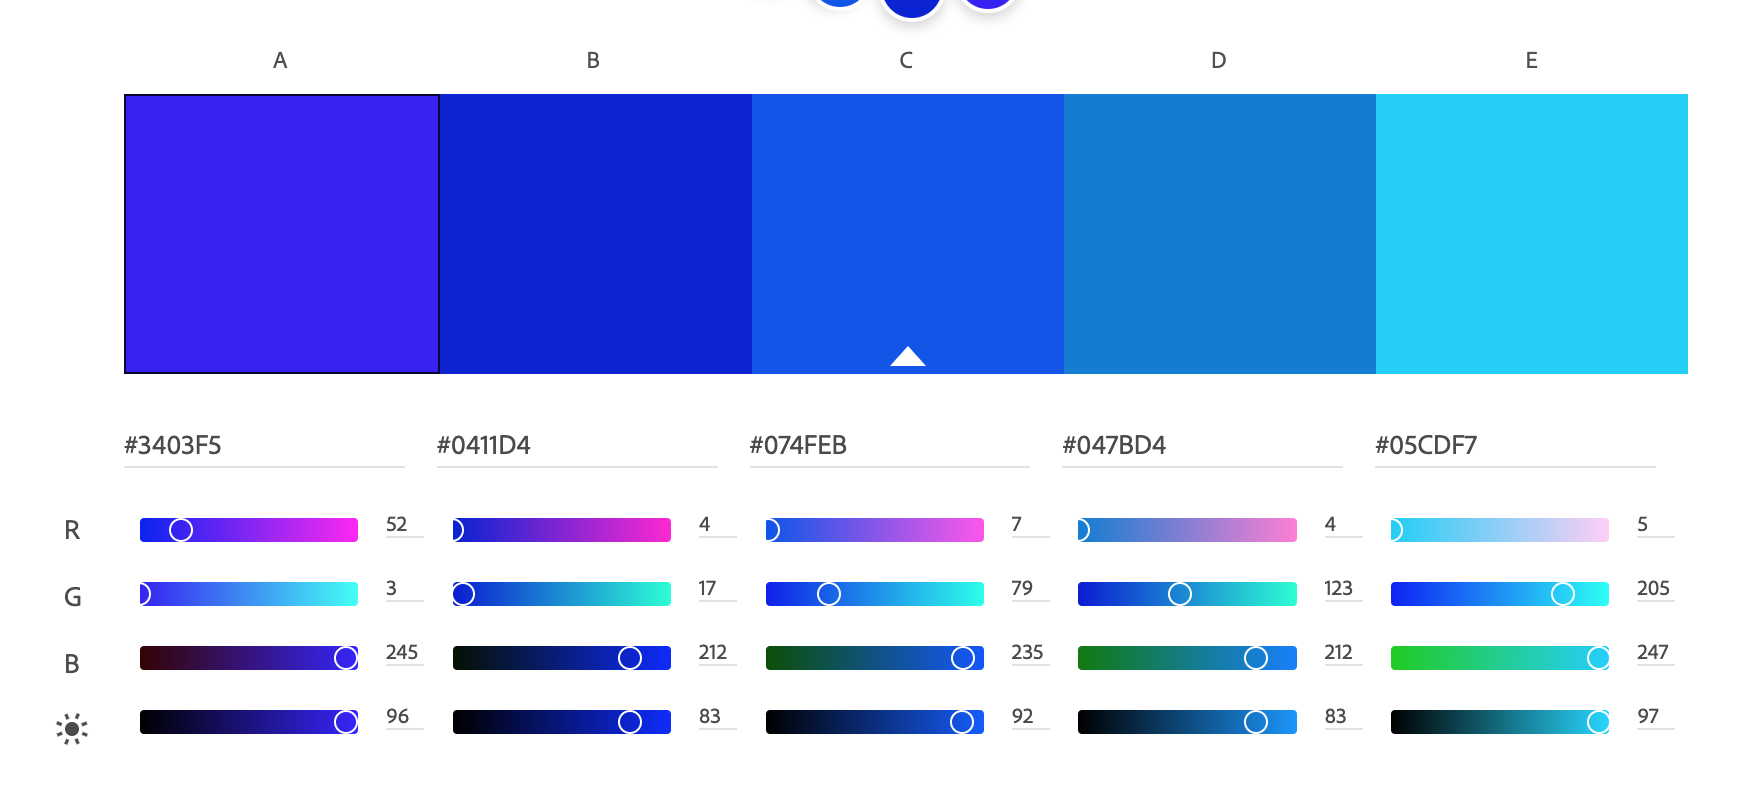 A B C D E
#3403F5 #0411D4 #074FEB #047BD4 #05CDF7
R 52 4 7 4 5
G 3 17 79 123 205
B 245 212 235 212 247
96 83 92 83 97